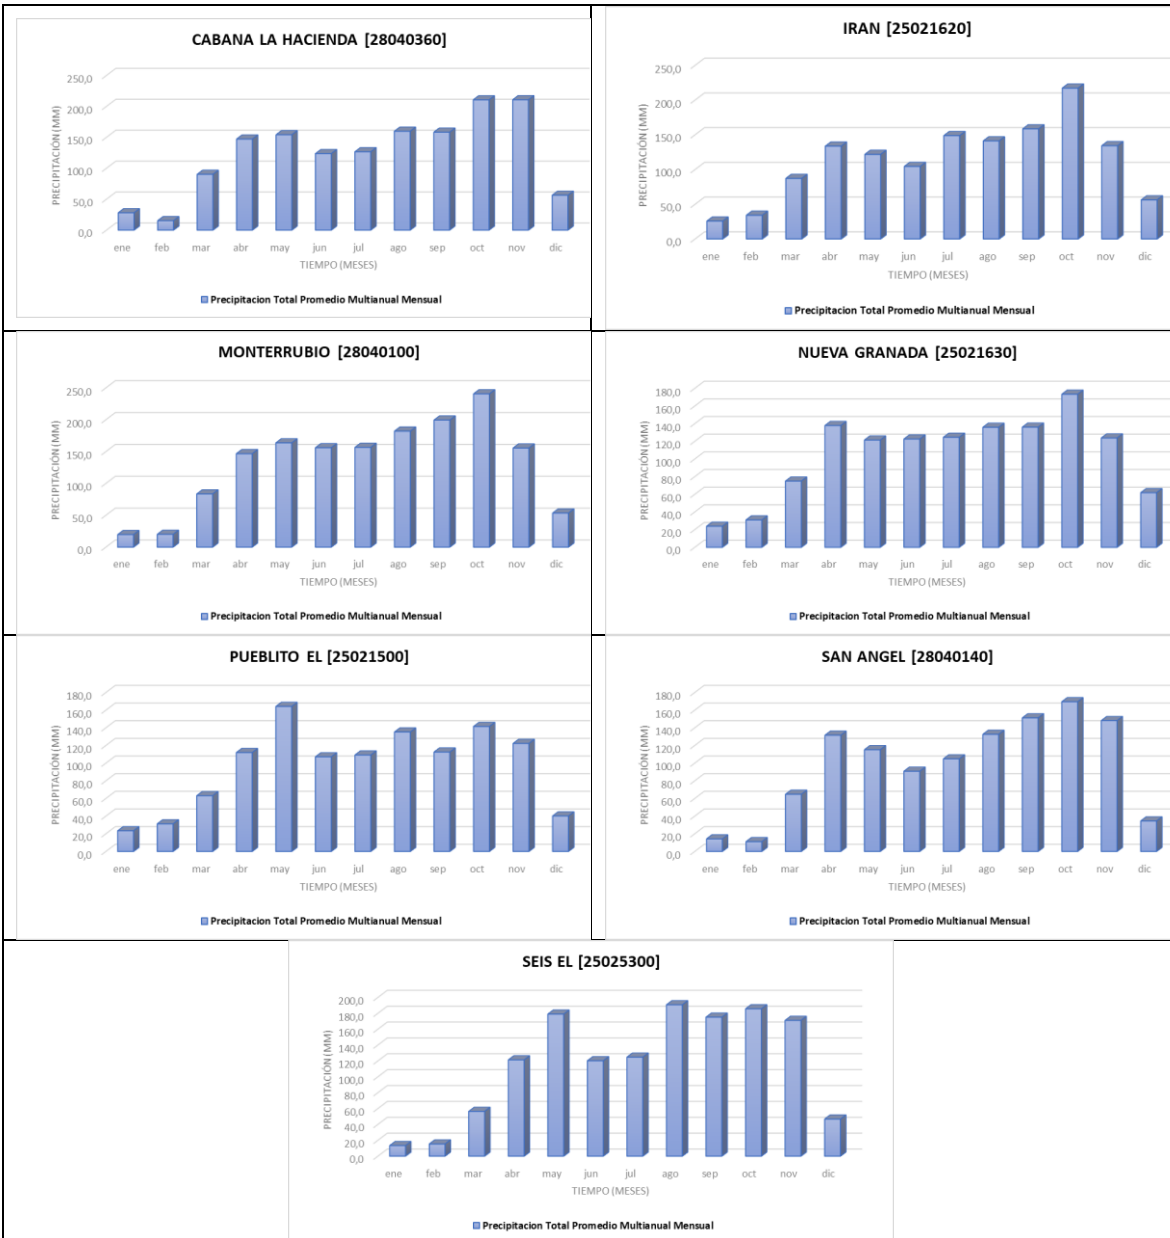 CABANA LA HACIENDA [28040360]
PRECIPITACIÓN (MM)
250,0
200,0
150,0
100,0
50,0
0,0
ene feb mar abr may jun jul ago sep oct nov dic
TIEMPO (MESES)
Precipitacion Total Promedio Multianual Mensual
IRAN [25021620]
PRECIPITACIÓN (MM)
250,0
200,0
150,0
100,0
50,0
0,0
ene feb mar abr may jun jul ago sep oct nov dic
TIEMPO (MESES)
Precipitacion Total Promedio Multianual Mensual
MONTERRUBIO [28040100]
PRECIPITACIÓN (MM)
250,0
200,0
150,0
100,0
50,0
0,0
ene feb mar abr may jun jul ago sep oct nov dic
TIEMPO (MESES)
Precipitacion Total Promedio Multianual Mensual
NUEVA GRANADA [25021630]
PRECIPITACIÓN (MM)
180,0
160,0
140,0
120,0
100,0
80,0
60,0
40,0
20,0
0,0
ene feb mar abr may jun jul ago sep oct nov dic
TIEMPO (MESES)
Precipitacion Total Promedio Multianual Mensual
PUEBLITO EL [25021500]
PRECIPITACIÓN (MM)
180,0
160,0
140,0
120,0
100,0
80,0
60,0
40,0
20,0
0,0
ene feb mar abr may jun jul ago sep oct nov dic
TIEMPO (MESES)
Precipitacion Total Promedio Multianual Mensual
SAN ANGEL [28040140]
PRECIPITACIÓN (MM)
180,0
160,0
140,0
120,0
100,0
80,0
60,0
40,0
20,0
0,0
ene feb mar abr may jun jul ago sep oct nov dic
TIEMPO (MESES)
Precipitacion Total Promedio Multianual Mensual
SEIS EL [25025300]
PRECIPITACIÓN (MM)
200,0
180,0
160,0
140,0
120,0
100,0
80,0
60,0
40,0
20,0
0,0
ene feb mar abr may jun jul ago sep oct nov dic
TIEMPO (MESES)
Precipitacion Total Promedio Multianual Mensual